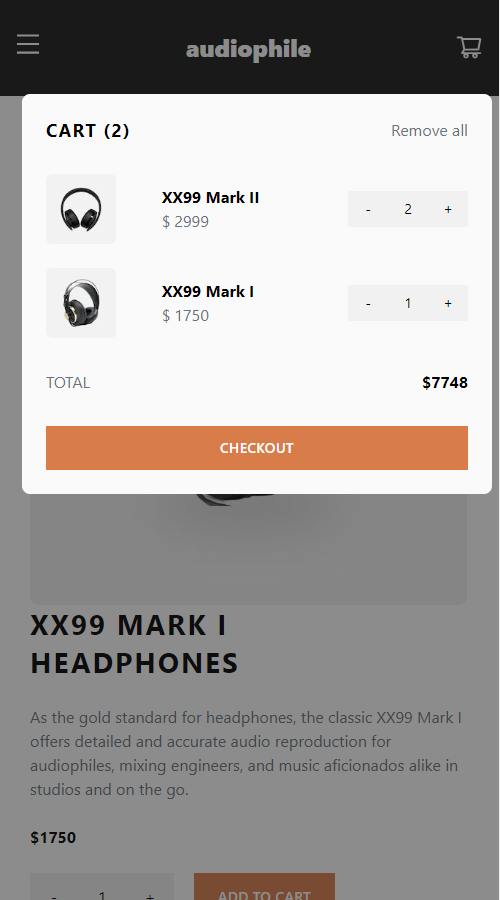 audiophile
CART (2)
Remove all
XX99 Mark II
$ 2999
- 2 +
XX99 Mark I
$ 1750
- 1 +
TOTAL
$7748
CHECKOUT
XX99 MARK I
HEADPHONES
As the gold standard for headphones, the classic XX99 Mark I
offers detailed and accurate audio reproduction for
audiophiles, mixing engineers, and music aficionados alike in
studios and on the go.
$1750
- 1 +
ADD TO CART